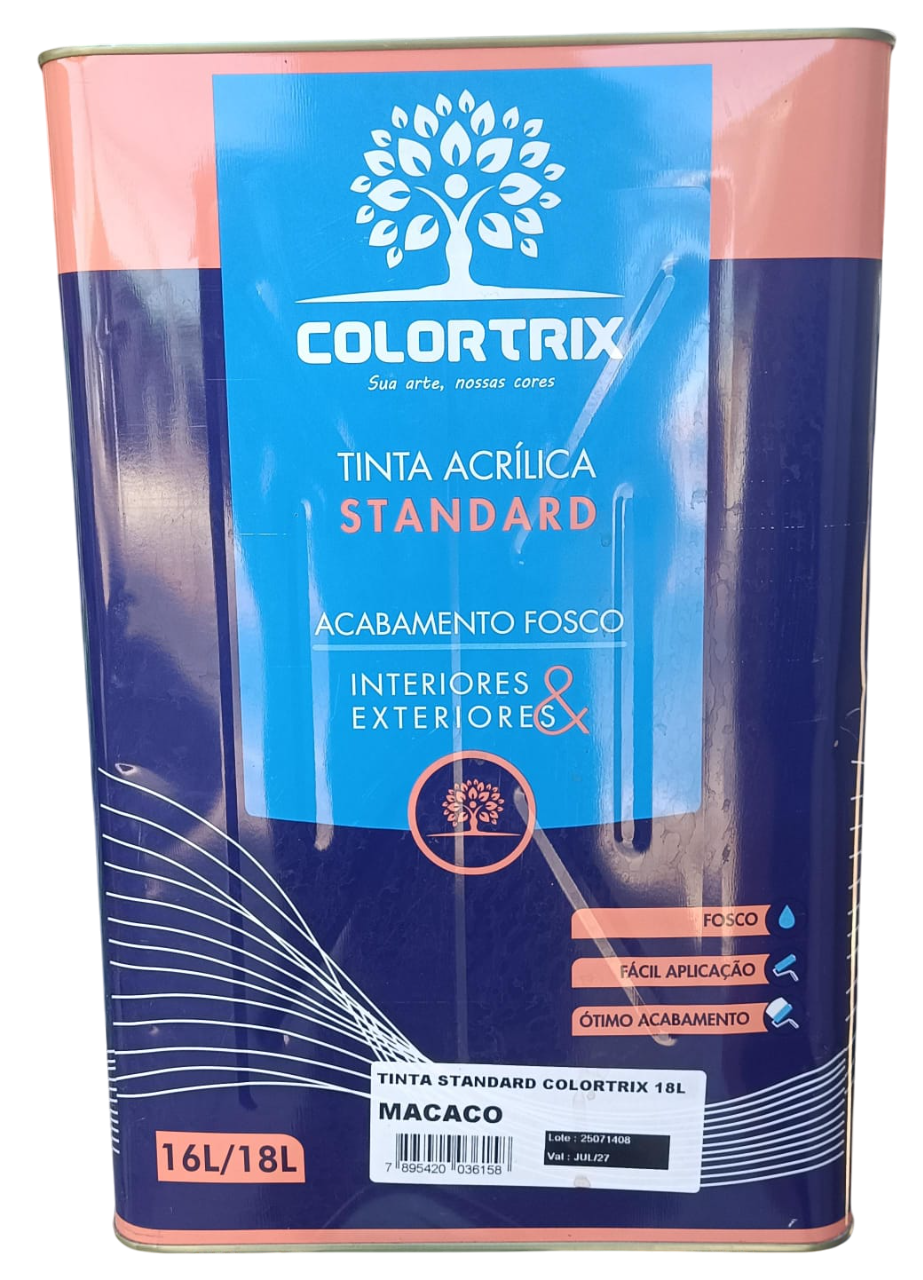 COLORTRIX
Sua arte, nossas cores
TINTA ACRÍLICA
STANDARD
ACABAMENTO FOSCO
INTERIORES &
EXTERIORES
FOSCO
FÁCIL APLICAÇÃO
ÓTIMO ACABAMENTO
16L/18L
TINTA STANDARD COLORTRIX 18L
MACACO
Lote : 25071408
Val : JUL/27
7 895420 036158